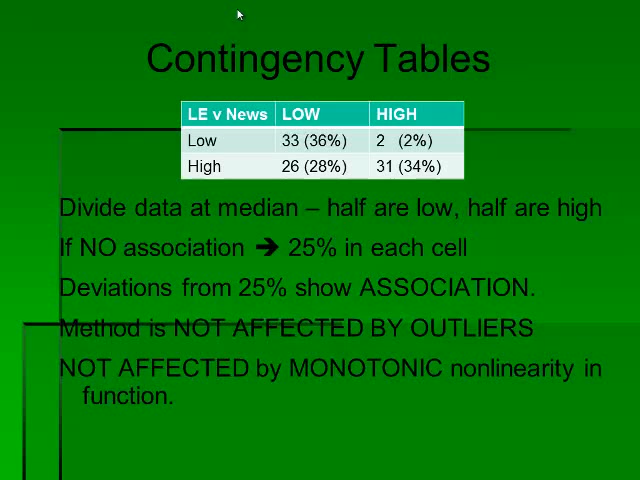 Contingency Tables
LE v News LOW HIGH
Low 33 (36%) 2 (2%)
High 26 (28%) 31 (34%)
Divide data at median – half are low, half are high
If NO association ➔ 25% in each cell
Deviations from 25% show ASSOCIATION.
Method is NOT AFFECTED BY OUTLIERS
NOT AFFECTED by MONOTONIC nonlinearity in
function.